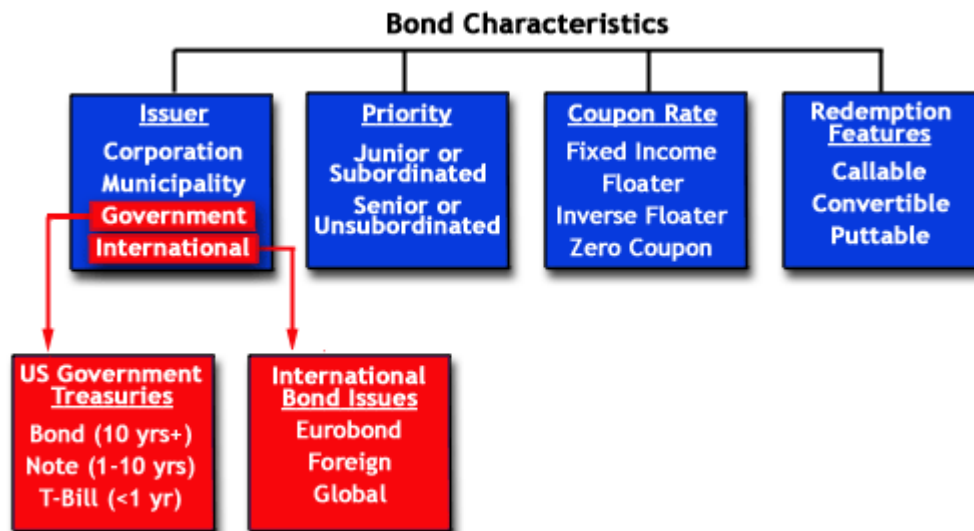 Bond Characteristics
Issuer
Corporation
Municipality
Government
International
Priority
Junior or
Subordinated
Senior or
Unsubordinated
Coupon Rate
Fixed Income
Floater
Inverse Floater
Zero Coupon
Redemption
Features
Callable
Convertible
Puttable
US Government
Treasuries
Bond (10 yrs+)
Note (1-10 yrs)
T-Bill (<1 yr)
International
Bond Issues
Eurobond
Foreign
Global